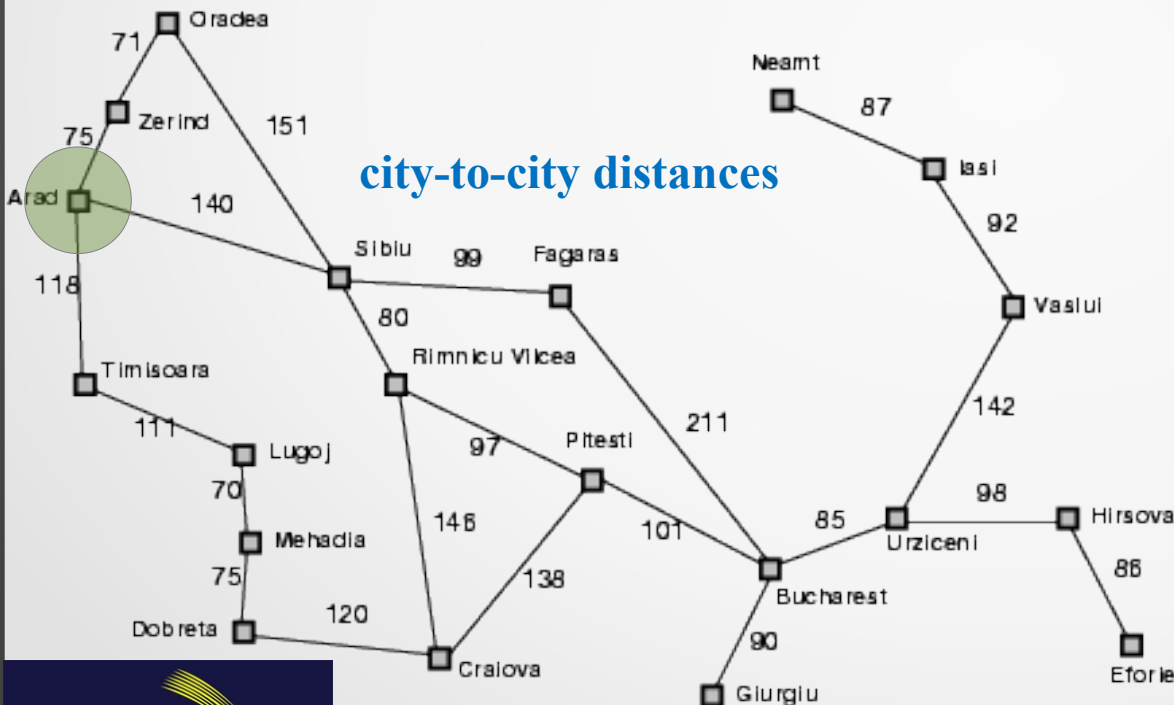 Oradea
71
Neamt
87
Zerind
151
75
city-to-city distances
Iasi
Arad
140
92
Sibiu
99
Fagaras
118
80
Vaslui
Rimnicu Vilcea
Timisoara
142
111
211
97
Pitesti
Lugoj
70
98
146
101
85
Hirsova
Mehadia
Urziceni
75
138
86
120
Bucharest
Dobreta
90
Craiova
Eforie
Giurgiu